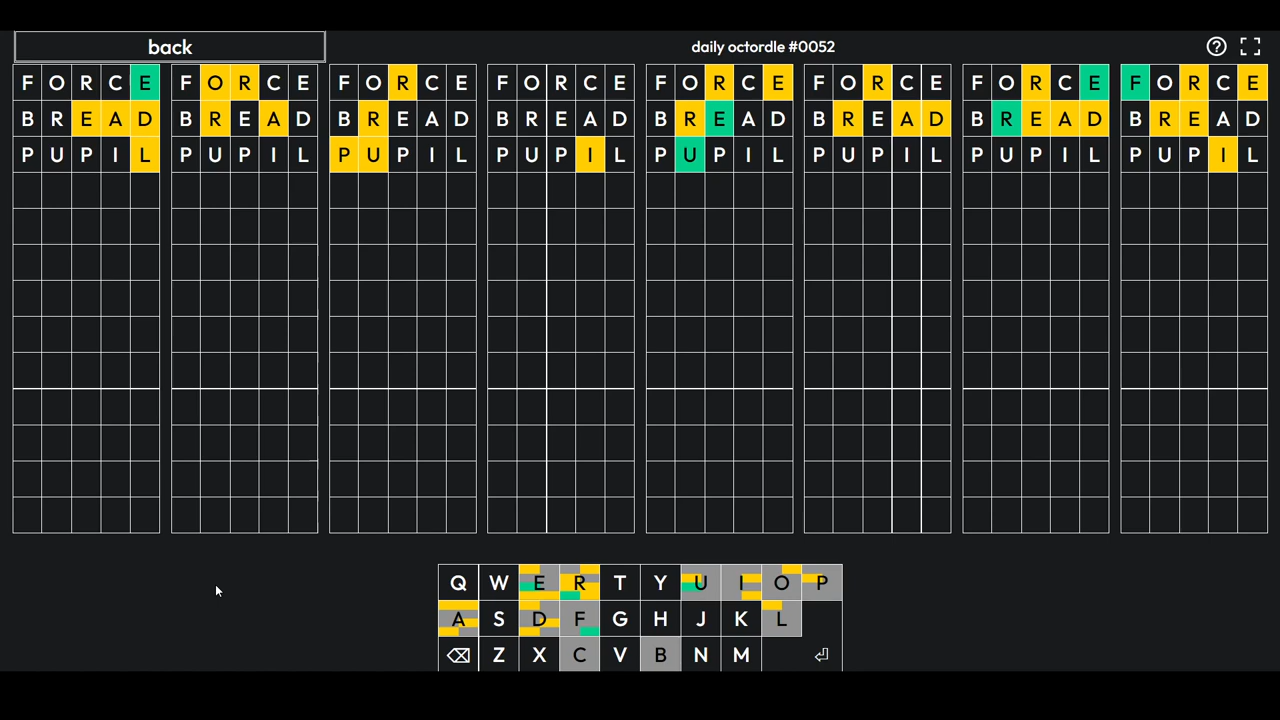 back
daily octordle #0052
FORCE FORCE FORCE FORCE FORCE FORCE FORCE FORCE
BREAD BREAD BREAD BREAD BREAD BREAD BREAD BREAD
PUPIL PUPIL PUPIL PUPIL PUPIL PUPIL PUPIL PUPIL
Q W E R T Y U I O P
A S D F G H J K L
⌫ Z X C V B N M ⏎